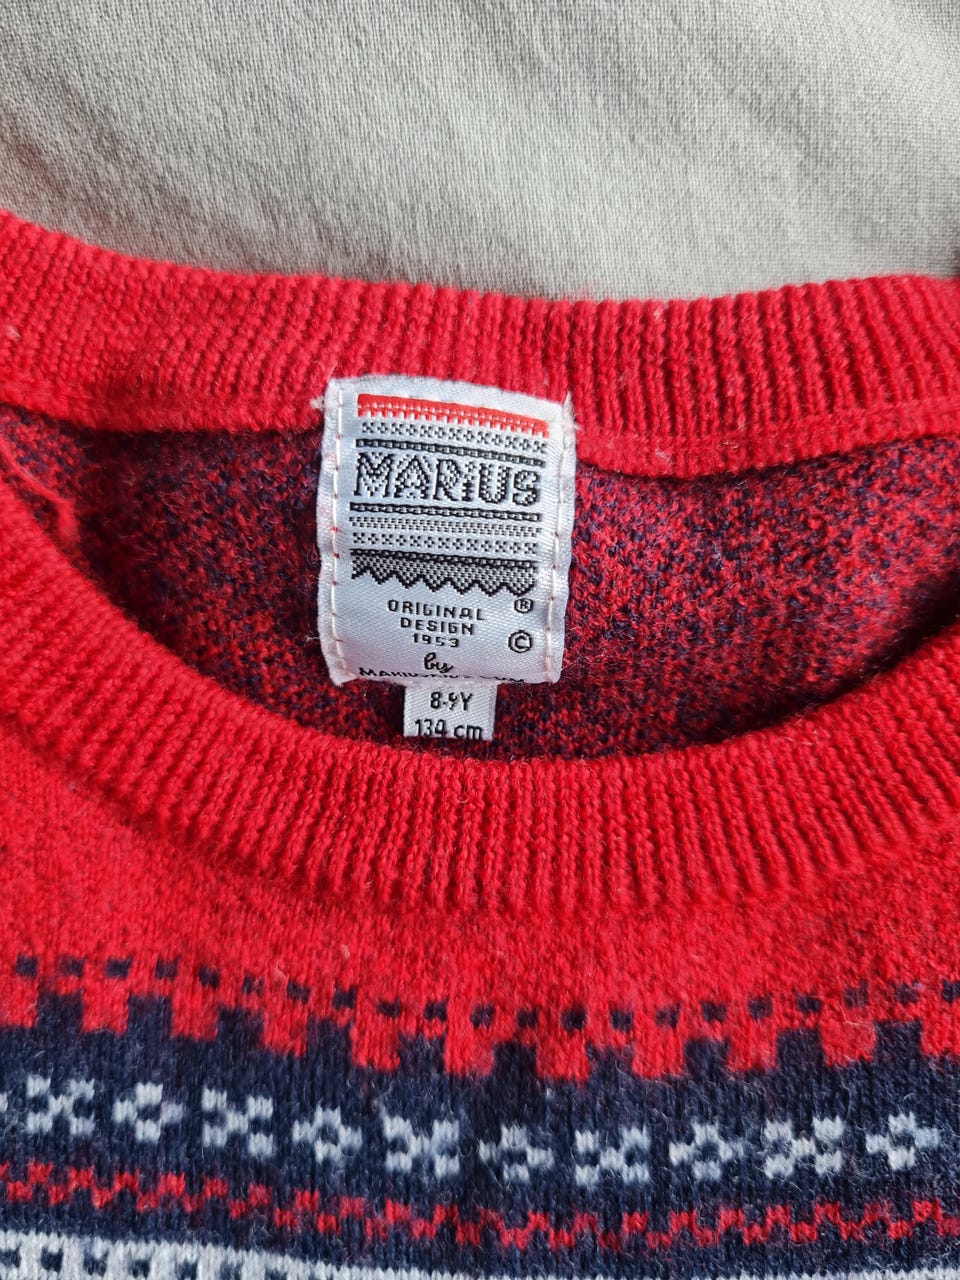 MARiUS
ORIGINAL
DESIGN
1953
®
©
by
8-9Y
134 cm